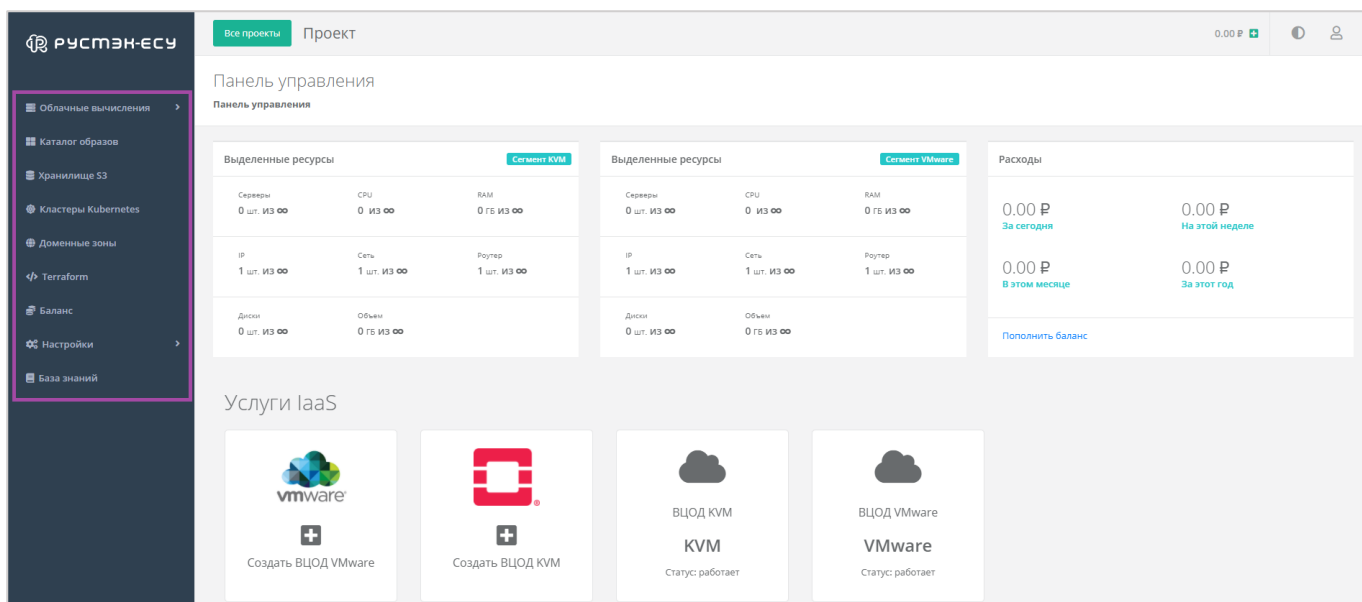 РУСТЭК-ЕСУ
Все проекты Проект 0.00 ₽
Панель управления
Панель управления
Облачные вычисления
Каталог образов
Хранилище S3
Кластеры Kubernetes
Доменные зоны
Terraform
Баланс
Настройки
База знаний
Выделенные ресурсы Сегмент KVM
Серверы CPU RAM
0 шт. из ∞ 0 из ∞ 0 ГБ из ∞
IP Сеть Роутер
1 шт. из ∞ 1 шт. из ∞ 1 шт. из ∞
Диски Объем
0 шт. из ∞ 0 ГБ из ∞
Выделенные ресурсы Сегмент VMware
Серверы CPU RAM
0 шт. из ∞ 0 из ∞ 0 ГБ из ∞
IP Сеть Роутер
1 шт. из ∞ 1 шт. из ∞ 1 шт. из ∞
Диски Объем
0 шт. из ∞ 0 ГБ из ∞
Расходы
0.00 ₽ 0.00 ₽
За сегодня На этой неделе
0.00 ₽ 0.00 ₽
В этом месяце За этот год
Пополнить баланс
Услуги IaaS
vmware®
Создать ВЦОД VMware
Создать ВЦОД KVM
ВЦОД KVM
KVM
Статус: работает
ВЦОД VMware
VMware
Статус: работает